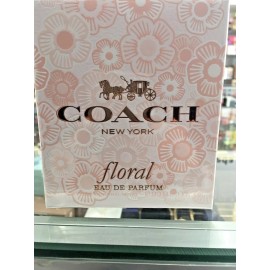 COACH
NEW YORK
floral
EAU DE PARFUM